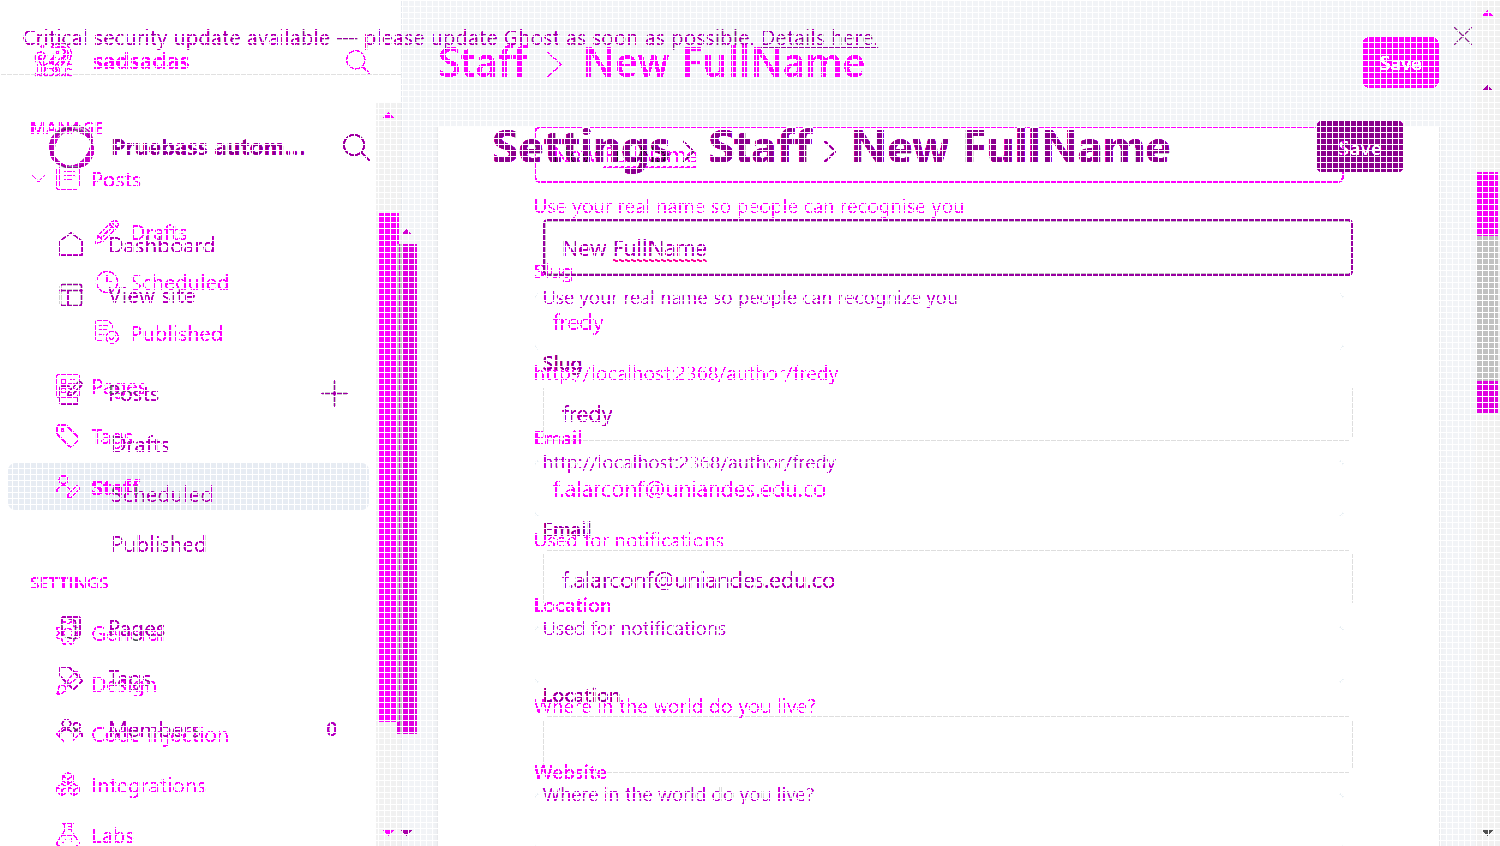 Critical security update available — please update Ghost as soon as possible. Details here.
sadsadas
Staff > New FullName
Save
MANAGE
Pruebass autom...
Settings > Staff > New FullName
Save
Posts
Use your real name so people can recognise you
Drafts
Dashboard
New FullName
Slug
Scheduled
View site
Use your real name so people can recognize you
fredy
Published
Slug
http://localhost:2368/author/fredy
Pages
Posts
fredy
Tags
Drafts
Email
http://localhost:2368/author/fredy
Staff
Scheduled
f.alarconf@uniandes.edu.co
Email
Used for notifications
Published
SETTINGS
f.alarconf@uniandes.edu.co
Location
Pages
General
Used for notifications
Tags
Design
Location
Where in the world do you live?
Members
0
Code injection
Website
Integrations
Where in the world do you live?
Labs